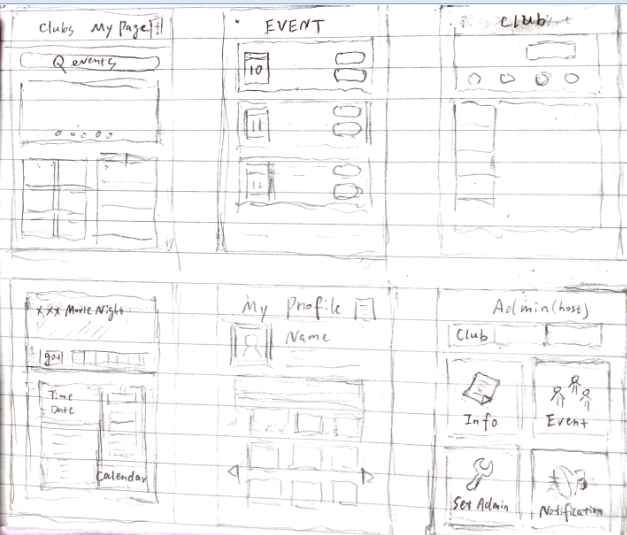 Clubs My Page
Q events
EVENT
10
11
12
Club
XXX Movie Night
go!
Time
Date
Calendar
My Profile
Name
Admin (host)
Club
Info
Event
Set Admin
Notification